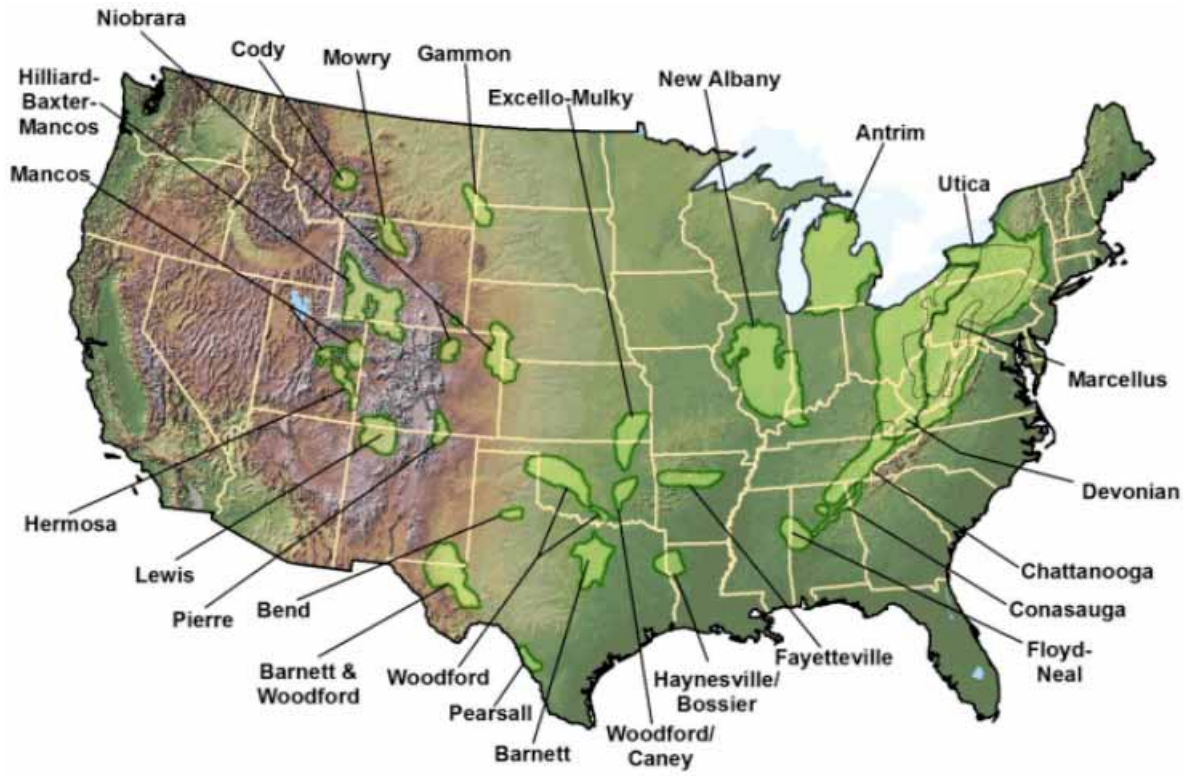 Niobrara
Cody
Mowry
Gammon
Hilliard-
Baxter-
Mancos
Excello-Mulky
New Albany
Antrim
Mancos
Utica
Marcellus
Devonian
Hermosa
Lewis
Pierre
Bend
Chattanooga
Conasauga
Barnett &
Woodford
Woodford
Pearsall
Barnett
Haynesville/
Bossier
Woodford/
Caney
Fayetteville
Floyd-
Neal